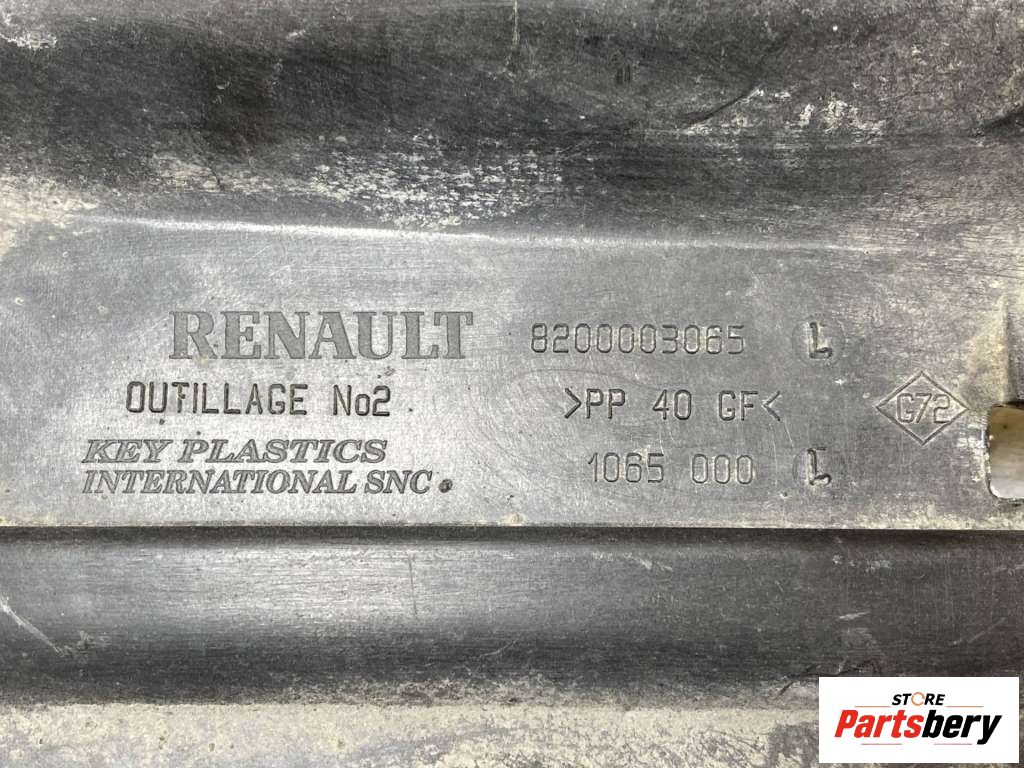 RENAULT 8200003065 L
OUTILLAGE No2 >PP 40 GF< G72
KEY PLASTICS
INTERNATIONAL SNC. 1065 000 L
STORE
Partsbery